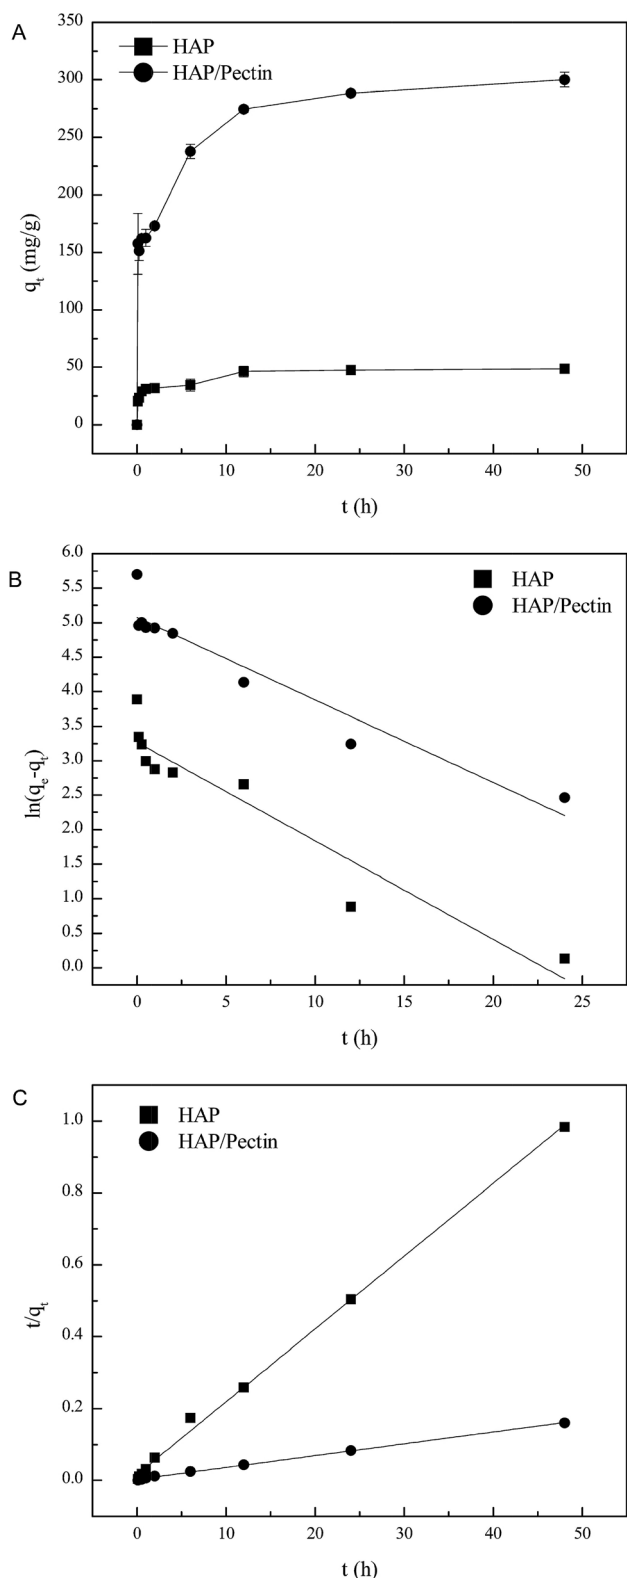 A
HAP
HAP/Pectin
350
300
250
200
150
100
50
0
qt (mg/g)
0 10 20 30 40 50
t (h)
B
HAP
HAP/Pectin
6.0
5.5
5.0
4.5
4.0
3.5
3.0
2.5
2.0
1.5
1.0
0.5
0.0
ln(qe-qt)
0 5 10 15 20 25
t (h)
C
HAP
HAP/Pectin
1.0
0.8
0.6
0.4
0.2
0.0
t/qt
0 10 20 30 40 50
t (h)